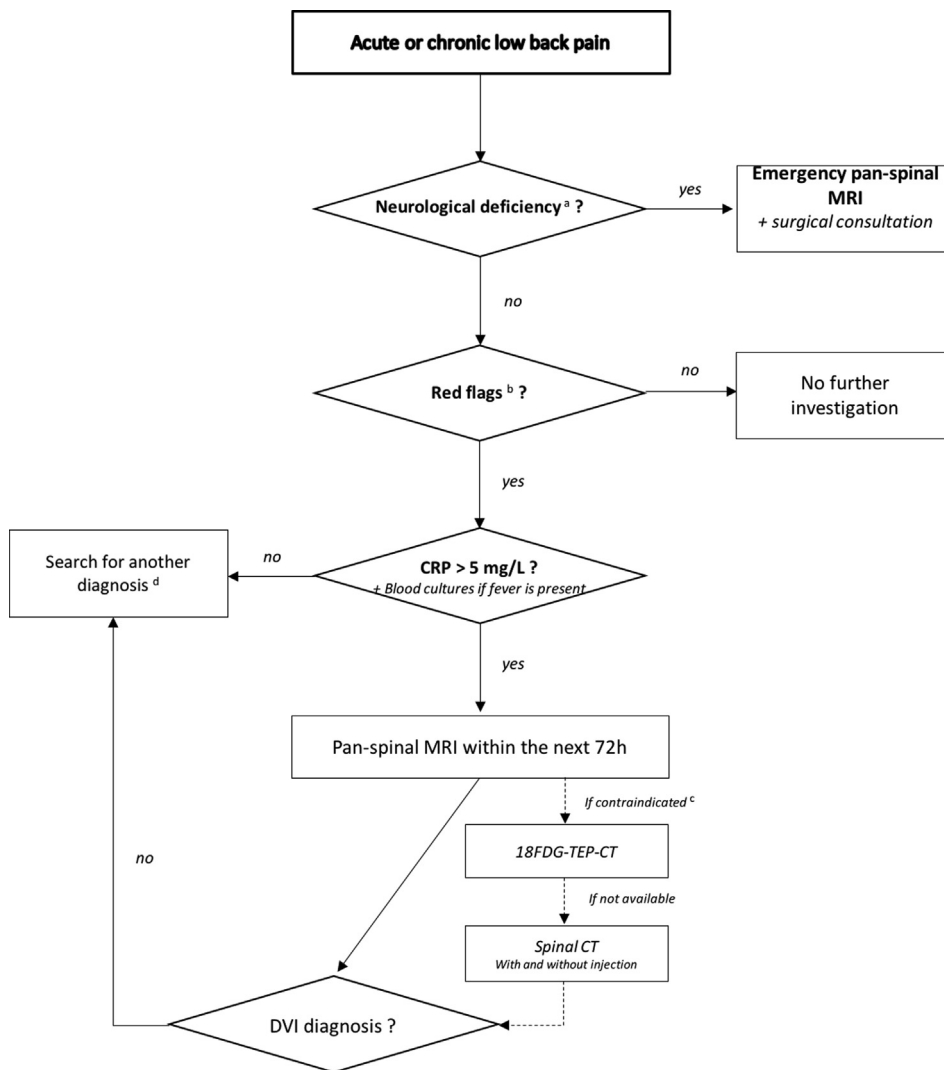 Acute or chronic low back pain
Neurological deficiency ᵃ ?
yes
Emergency pan-spinal
MRI
+ surgical consultation
no
Red flags ᵇ ?
no
No further
investigation
yes
Search for another
diagnosis ᵈ
no
CRP > 5 mg/L ?
+ Blood cultures if fever is present
yes
Pan-spinal MRI within the next 72h
If contraindicated ᶜ
18FDG-TEP-CT
no
If not available
Spinal CT
With and without injection
DVI diagnosis ?